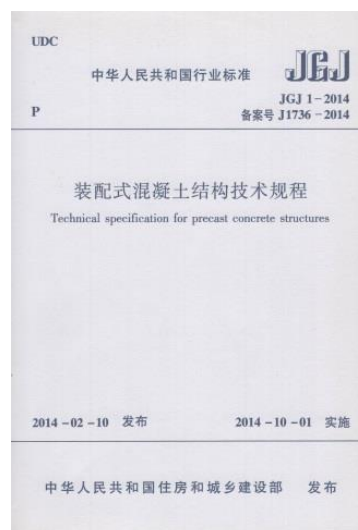 UDC
中华人民共和国行业标准
JGJ
JGJ 1-2014
P
备案号 J1736-2014
装配式混凝土结构技术规程
Technical specification for precast concrete structures
2014-02-10 发布 2014-10-01 实施
中华人民共和国住房和城乡建设部 发布